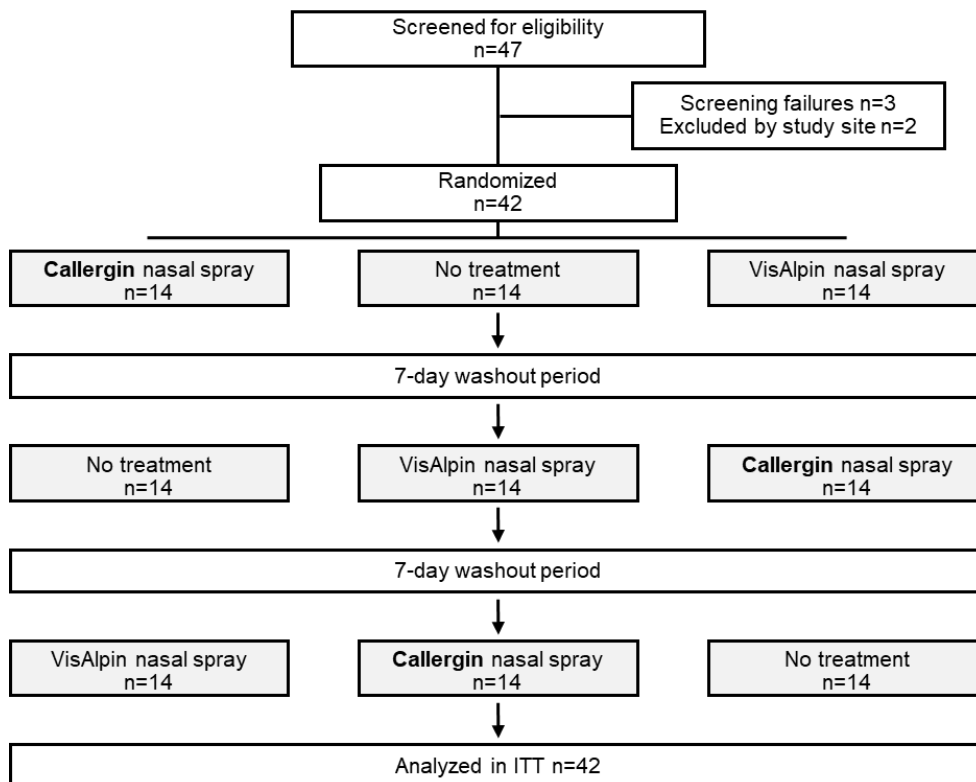 Screened for eligibility
n=47
Screening failures n=3
Excluded by study site n=2
Randomized
n=42
Callergin nasal spray
n=14
No treatment
n=14
VisAlpin nasal spray
n=14
7-day washout period
No treatment
n=14
VisAlpin nasal spray
n=14
Callergin nasal spray
n=14
7-day washout period
VisAlpin nasal spray
n=14
Callergin nasal spray
n=14
No treatment
n=14
Analyzed in ITT n=42